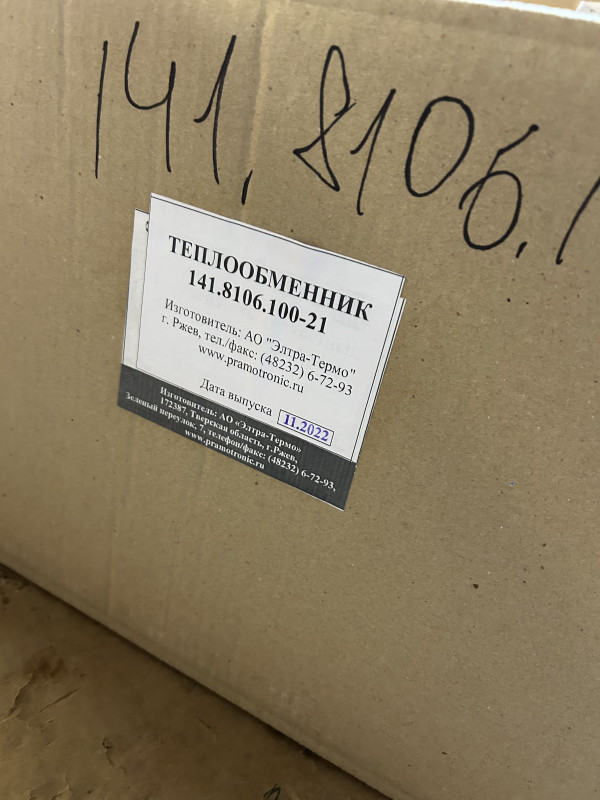 141.8106.1
ТЕПЛООБМЕННИК
141.8106.100-21
Изготовитель: АО "Элтра-Термо"
г. Ржев, тел./факс: (48232) 6-72-93
www.pramotronic.ru
Дата выпуска 11.2022
Изготовитель: АО «Элтра-Термо»
172387, Тверская область, г.Ржев,
Зеленый переулок, 7, телефон/факс: (48232) 6-72-93,
www.pramotronic.ru